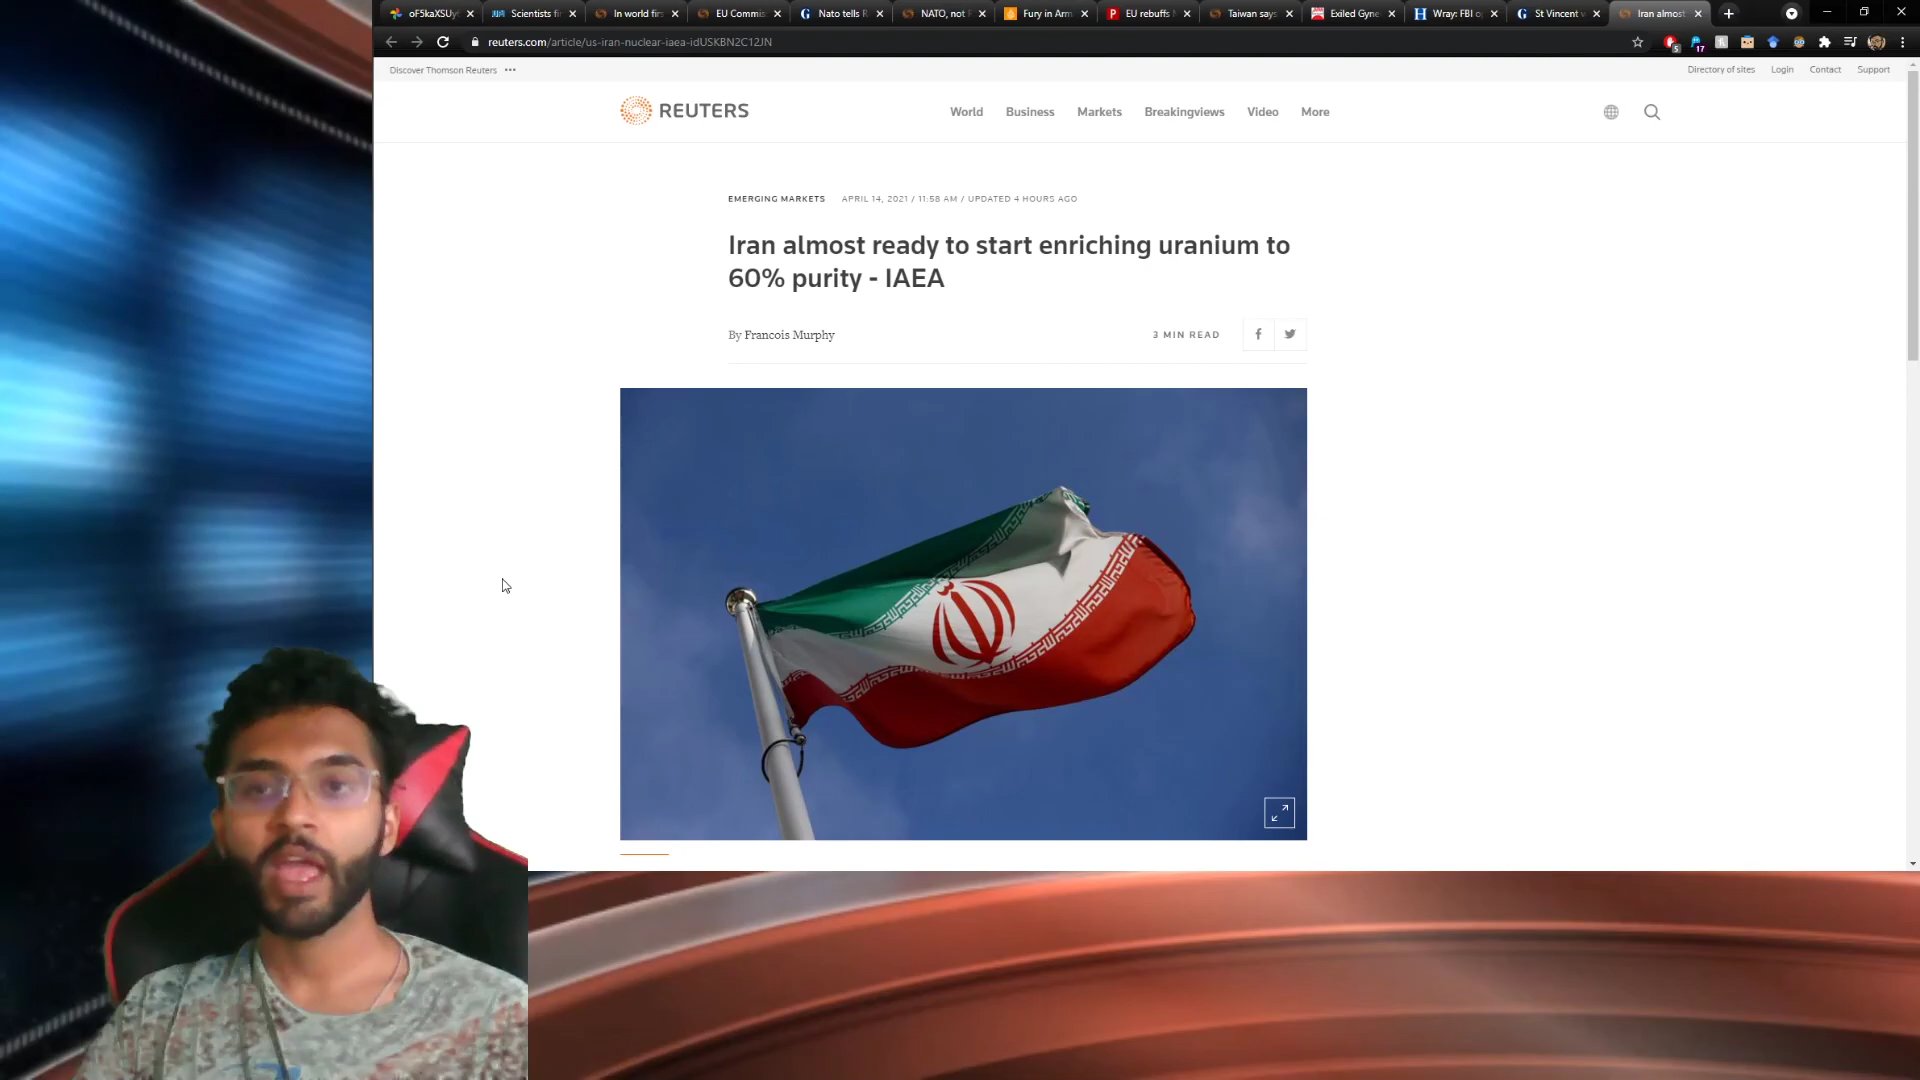 oF5kaXSUy
Scientists fi
In world firs
EU Commis
Nato tells R
NATO, not R
Fury in Arm
EU rebuffs
Taiwan says
Exiled Gyne
Wray: FBI o
St Vincent v
Iran almost
reuters.com/article/us-iran-nuclear-iaea-idUSKBN2C12JN
5
17
Discover Thomson Reuters
Directory of sites
Login
Contact
Support
REUTERS
World
Business
Markets
Breakingviews
Video
More
EMERGING MARKETS APRIL 14, 2021 / 11:58 AM / UPDATED 4 HOURS AGO
Iran almost ready to start enriching uranium to
60% purity - IAEA
By Francois Murphy
3 MIN READ